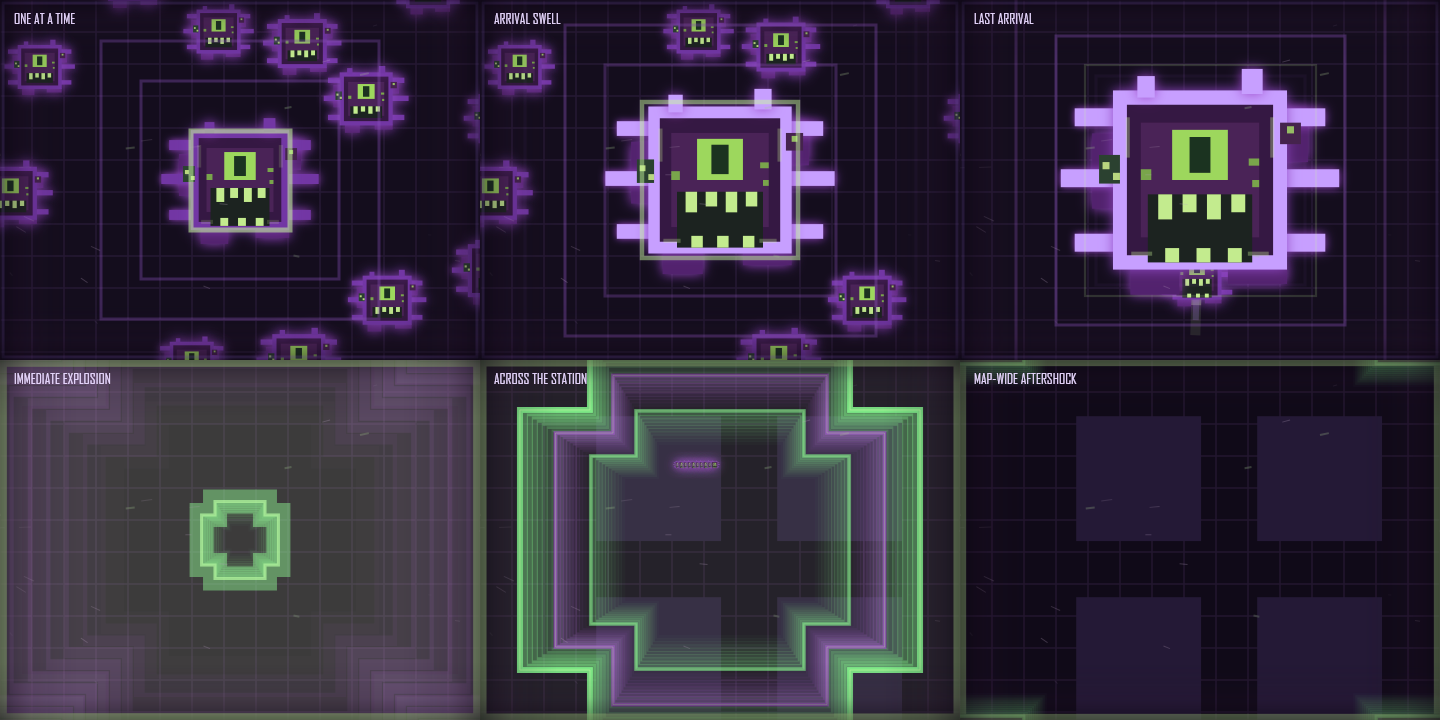 ONE AT A TIME
ARRIVAL SWELL
LAST ARRIVAL
IMMEDIATE EXPLOSION
ACROSS THE STATION
MAP-WIDE AFTERSHOCK